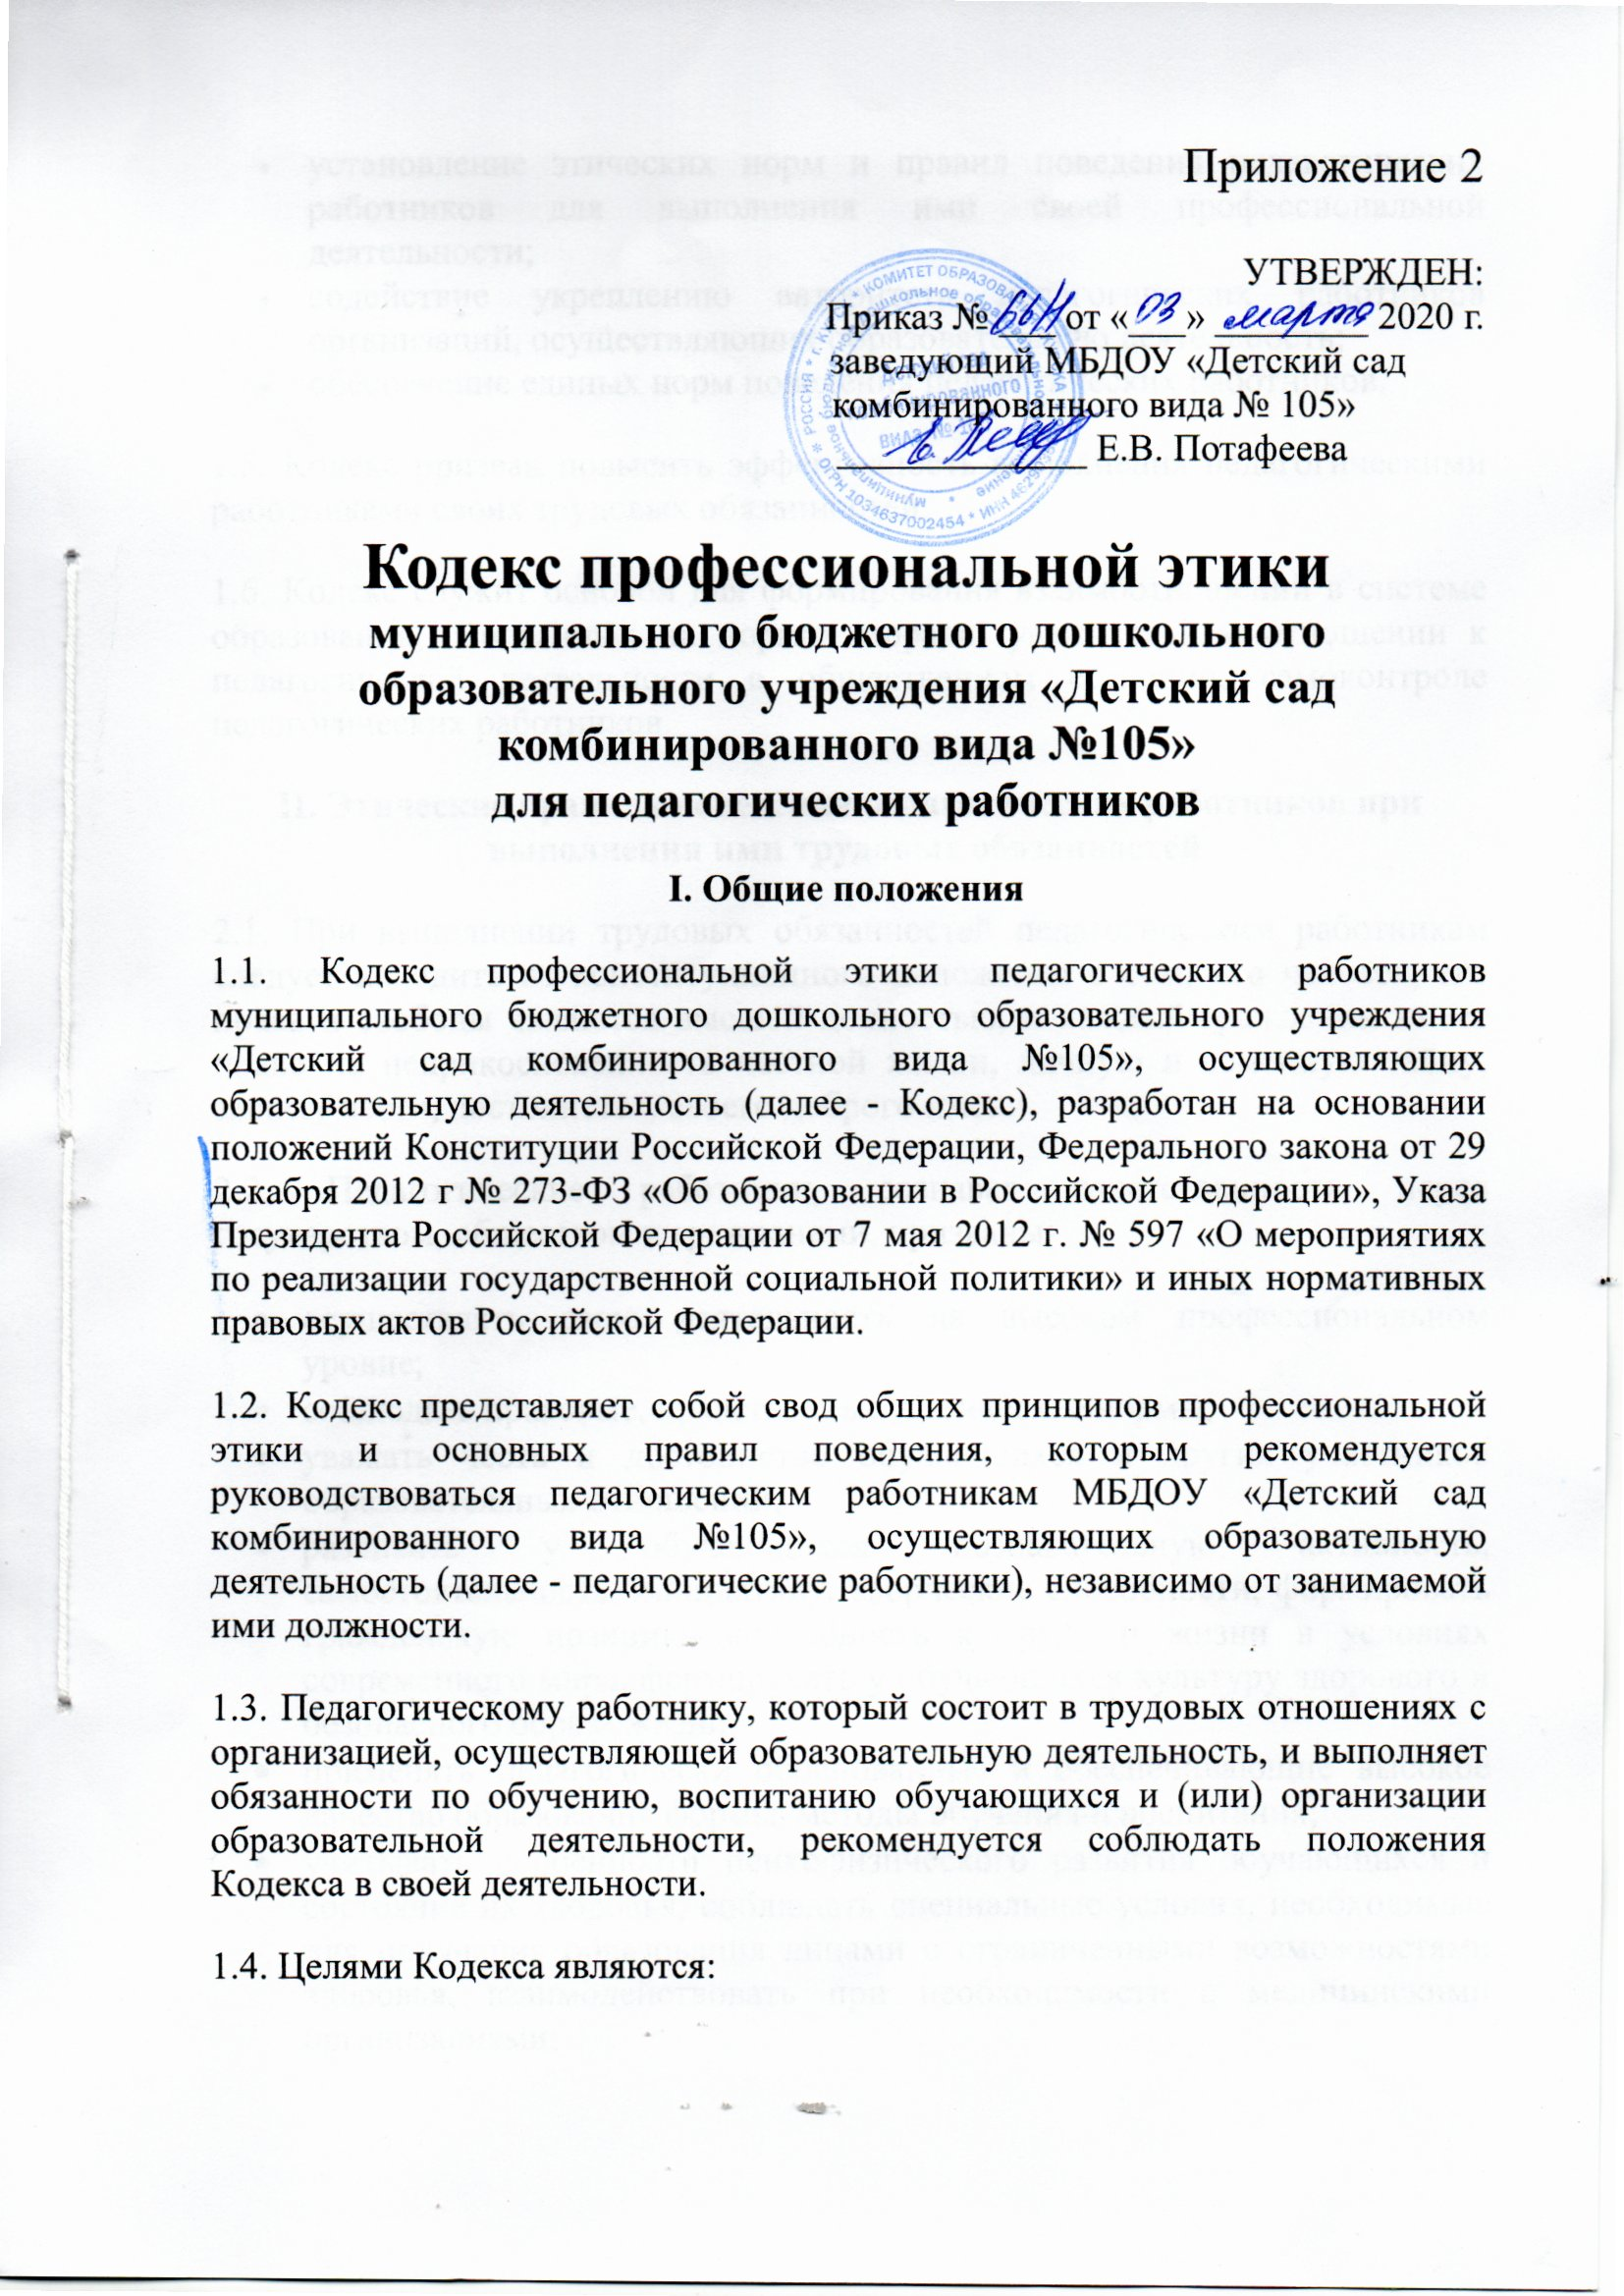 Приложение 2
УТВЕРЖДЕН:
Приказ № от «03» марта 2020 г.
заведующий МБДОУ «Детский сад
комбинированного вида № 105»
Е.В. Потафеева
* РОССИЯ * г. * КОМИТЕТ ОБРАЗОВАНИЯ
* ОГРН 1034637002454 * ИНН
Кодекс профессиональной этики
муниципального бюджетного дошкольного
образовательного учреждения «Детский сад
комбинированного вида №105»
для педагогических работников
I. Общие положения
1.1. Кодекс профессиональной этики педагогических работников
муниципального бюджетного дошкольного образовательного учреждения
«Детский сад комбинированного вида №105», осуществляющих
образовательную деятельность (далее - Кодекс), разработан на основании
положений Конституции Российской Федерации, Федерального закона от 29
декабря 2012 г № 273-ФЗ «Об образовании в Российской Федерации», Указа
Президента Российской Федерации от 7 мая 2012 г. № 597 «О мероприятиях
по реализации государственной социальной политики» и иных нормативных
правовых актов Российской Федерации.
1.2. Кодекс представляет собой свод общих принципов профессиональной
этики и основных правил поведения, которым рекомендуется
руководствоваться педагогическим работникам МБДОУ «Детский сад
комбинированного вида №105», осуществляющих образовательную
деятельность (далее - педагогические работники), независимо от занимаемой
ими должности.
1.3. Педагогическому работнику, который состоит в трудовых отношениях с
организацией, осуществляющей образовательную деятельность, и выполняет
обязанности по обучению, воспитанию обучающихся и (или) организации
образовательной деятельности, рекомендуется соблюдать положения
Кодекса в своей деятельности.
1.4. Целями Кодекса являются: